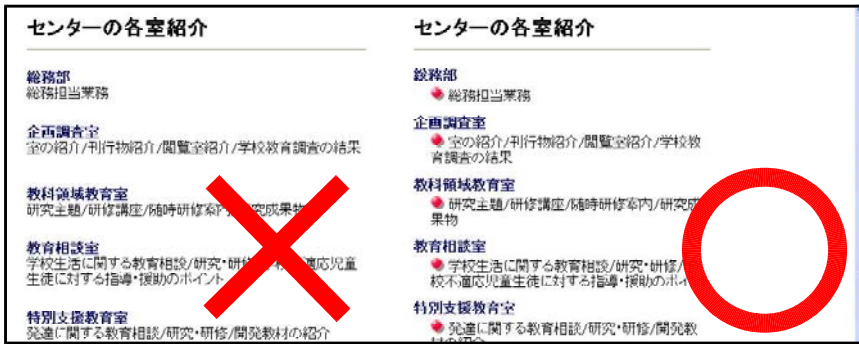 センターの各室紹介
総務部
総務担当業務
企画調査室
室の紹介/刊行物紹介/閲覧室紹介/学校教育調査の結果
教科領域教育室
研究主題/研修講座/随時研修案内 究成果物
教育相談室
学校生活に関する教育相談/研究・研 適応児童
生徒に対する指導・援助のポイント
特別支援教育室
発達に関する教育相談/研究・研修/開発教材の紹介
センターの各室紹介
総務部
総務担当業務
企画調査室
室の紹介/刊行物紹介/閲覧室紹介/学校教
育調査の結果
教科領域教育室
研究主題/研修講座/随時研修案内/研究成
果物
教育相談室
学校生活に関する教育相談/研究・研修/
校不適応児童生徒に対する指導・援助のポイ
特別支援教育室
発達に関する教育相談/研究・研修/開発教